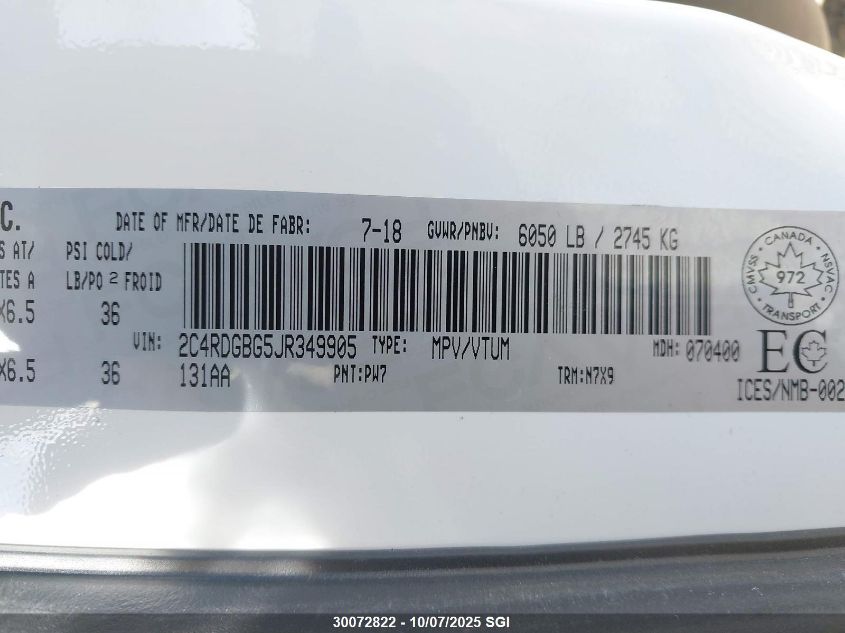 C.
DATE OF MFR/DATE DE FABR: 7-18 GVWR/PNBV: 6050 LB / 2745 KG
S AT/ PSI COLD/
TES A LB/PO 2 FROID
X6.5 36
VIN: 2C4RDGBG5JR349905 TYPE: MPV/VTUM MDH: 070400
X6.5 36 131AA PNT:PW7 TRM:N7X9
CANADA
CMVSS NSVAC
972
TRANSPORT
EC
ICES/NMB-002
30072822 - 10/07/2025 SGI